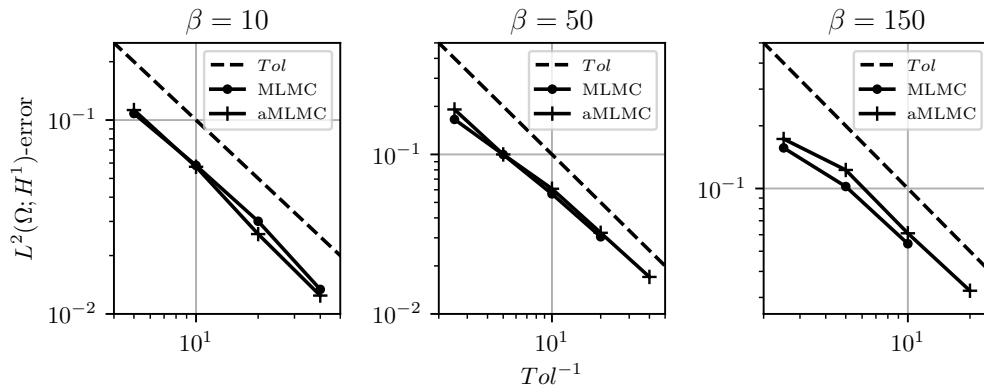 β = 10
β = 50
β = 150
L²(Ω; H¹)-error
10⁻¹
10⁻²
10¹
Tol
MLMC
aMLMC
10⁻¹
10⁻²
10¹
Tol
MLMC
aMLMC
10⁻¹
10¹
Tol
MLMC
aMLMC
Tol⁻¹